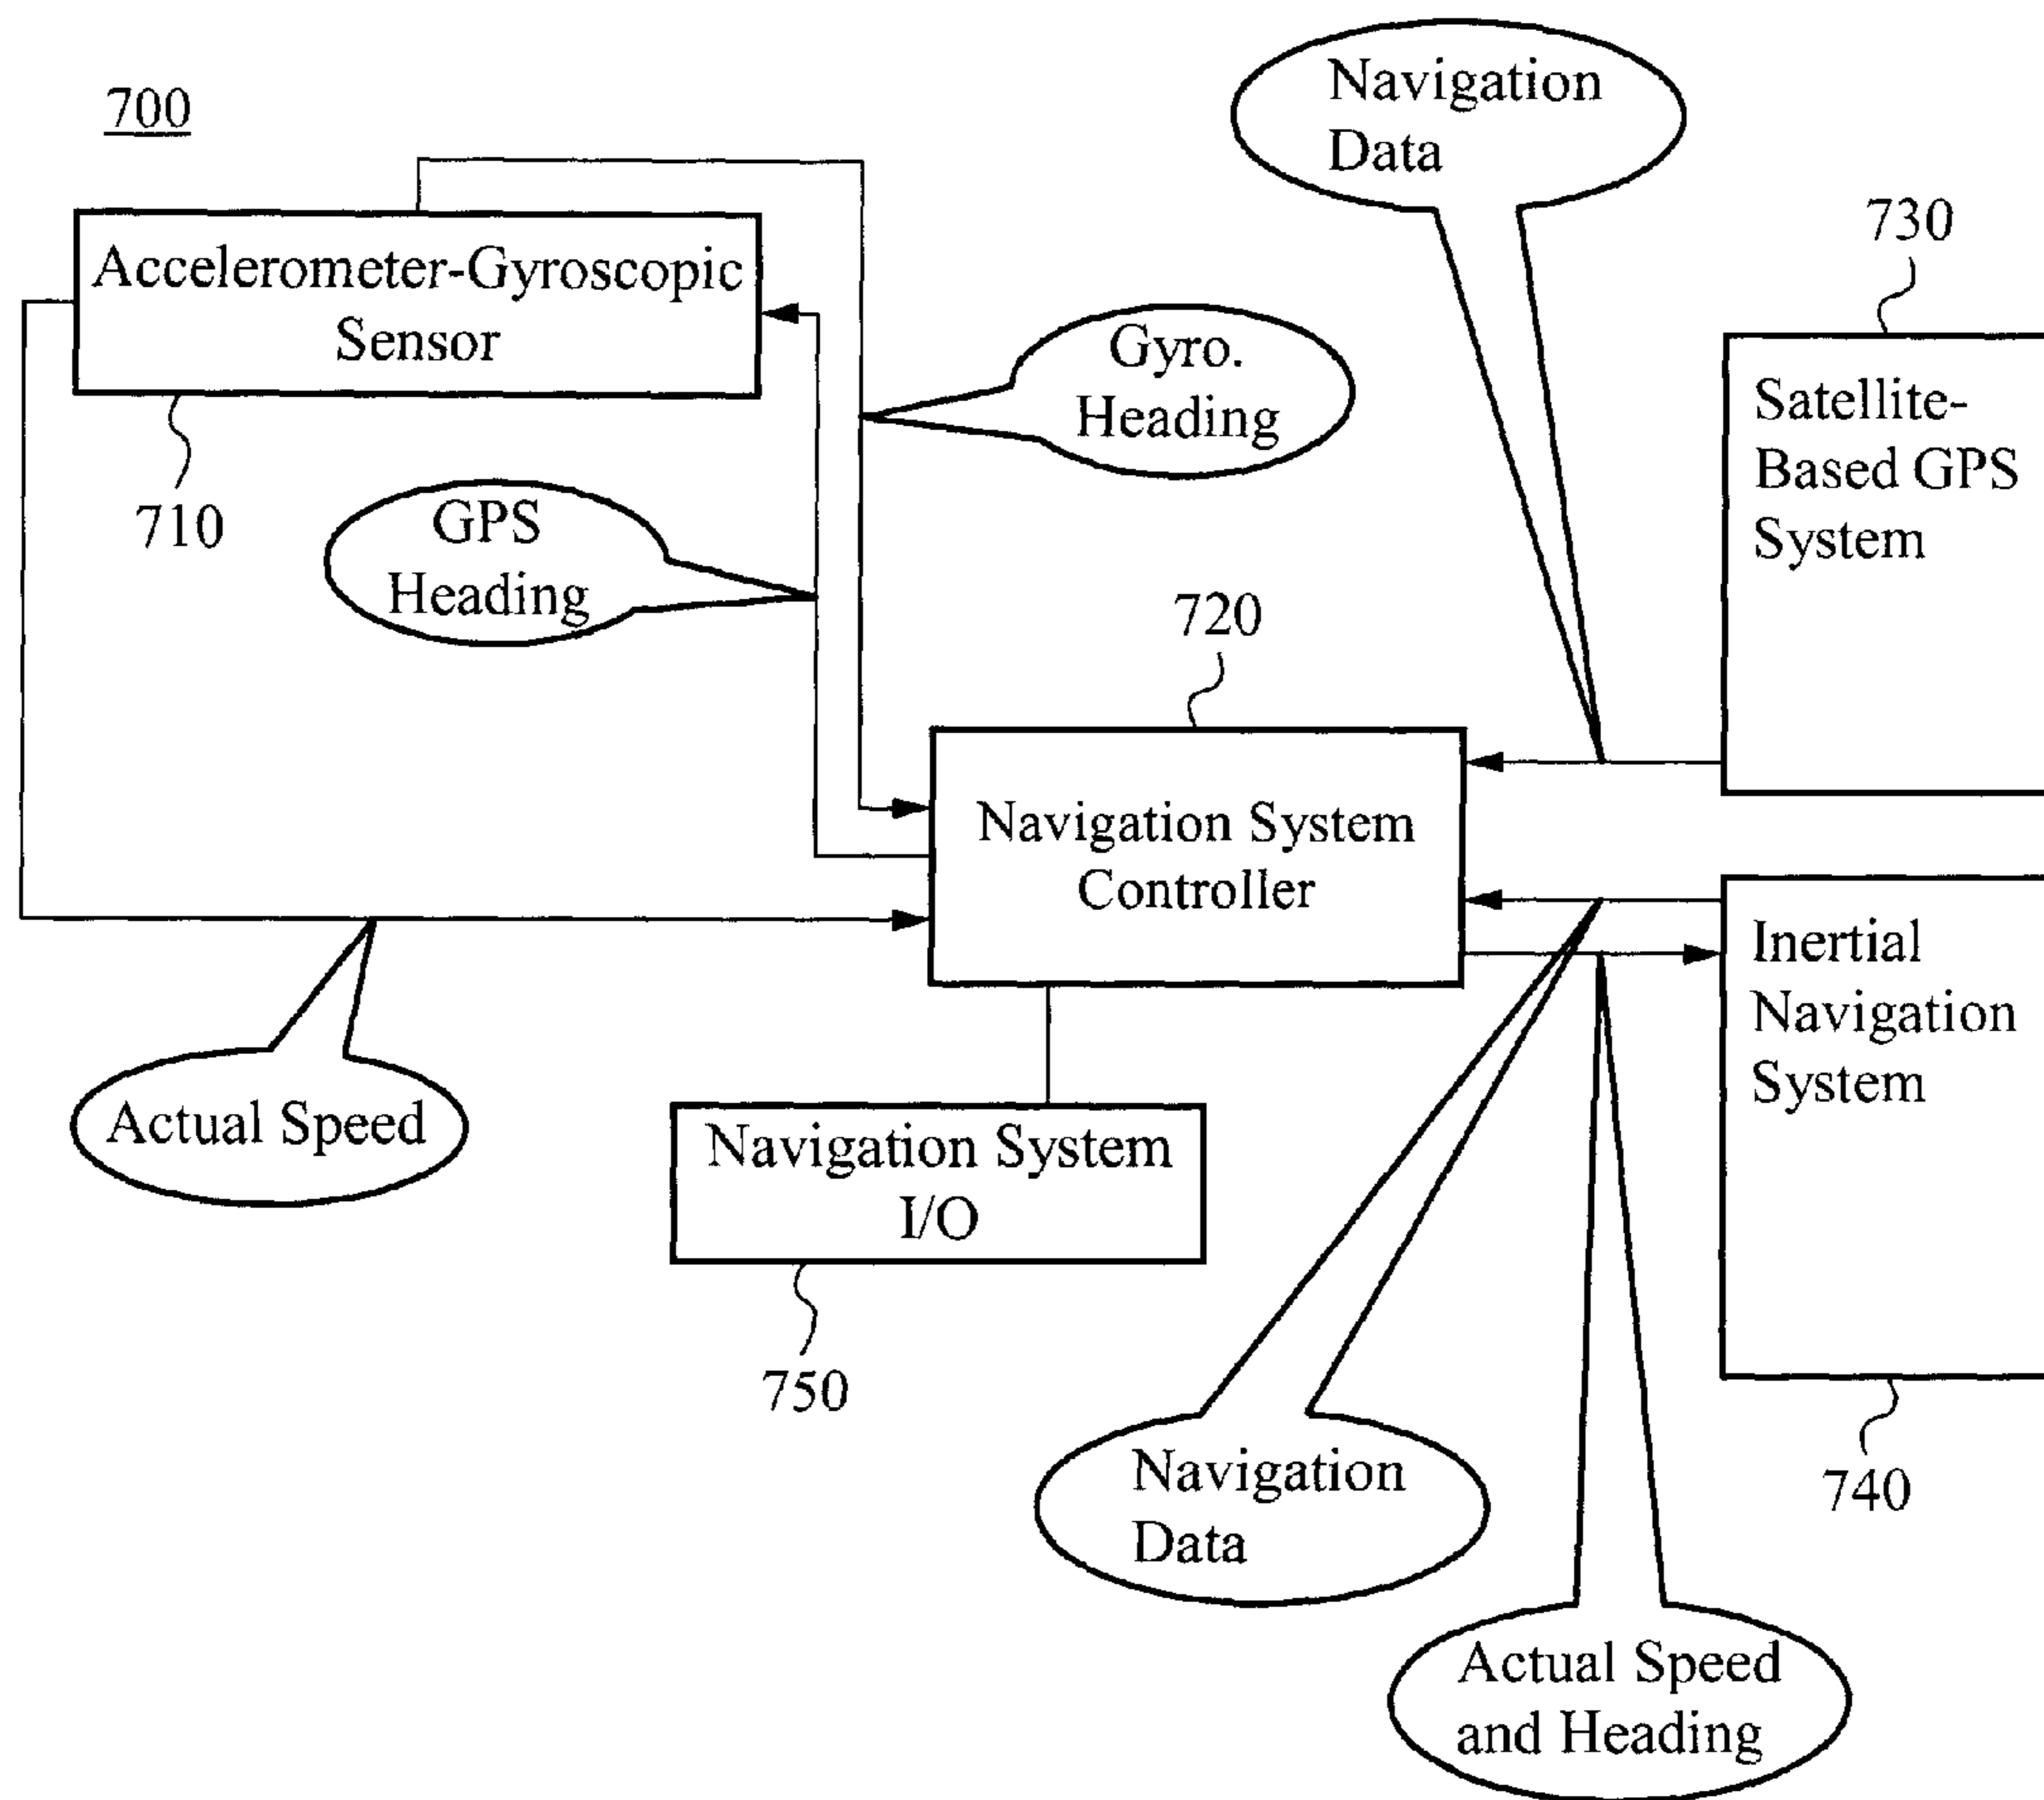 700
Navigation
Data
730
Accelerometer-Gyroscopic
Sensor
Gyro.
Heading
Satellite-
Based GPS
System
710
GPS
Heading
720
Navigation System
Controller
Inertial
Navigation
System
Actual Speed
Navigation System
I/O
750
Navigation
Data
740
Actual Speed
and Heading